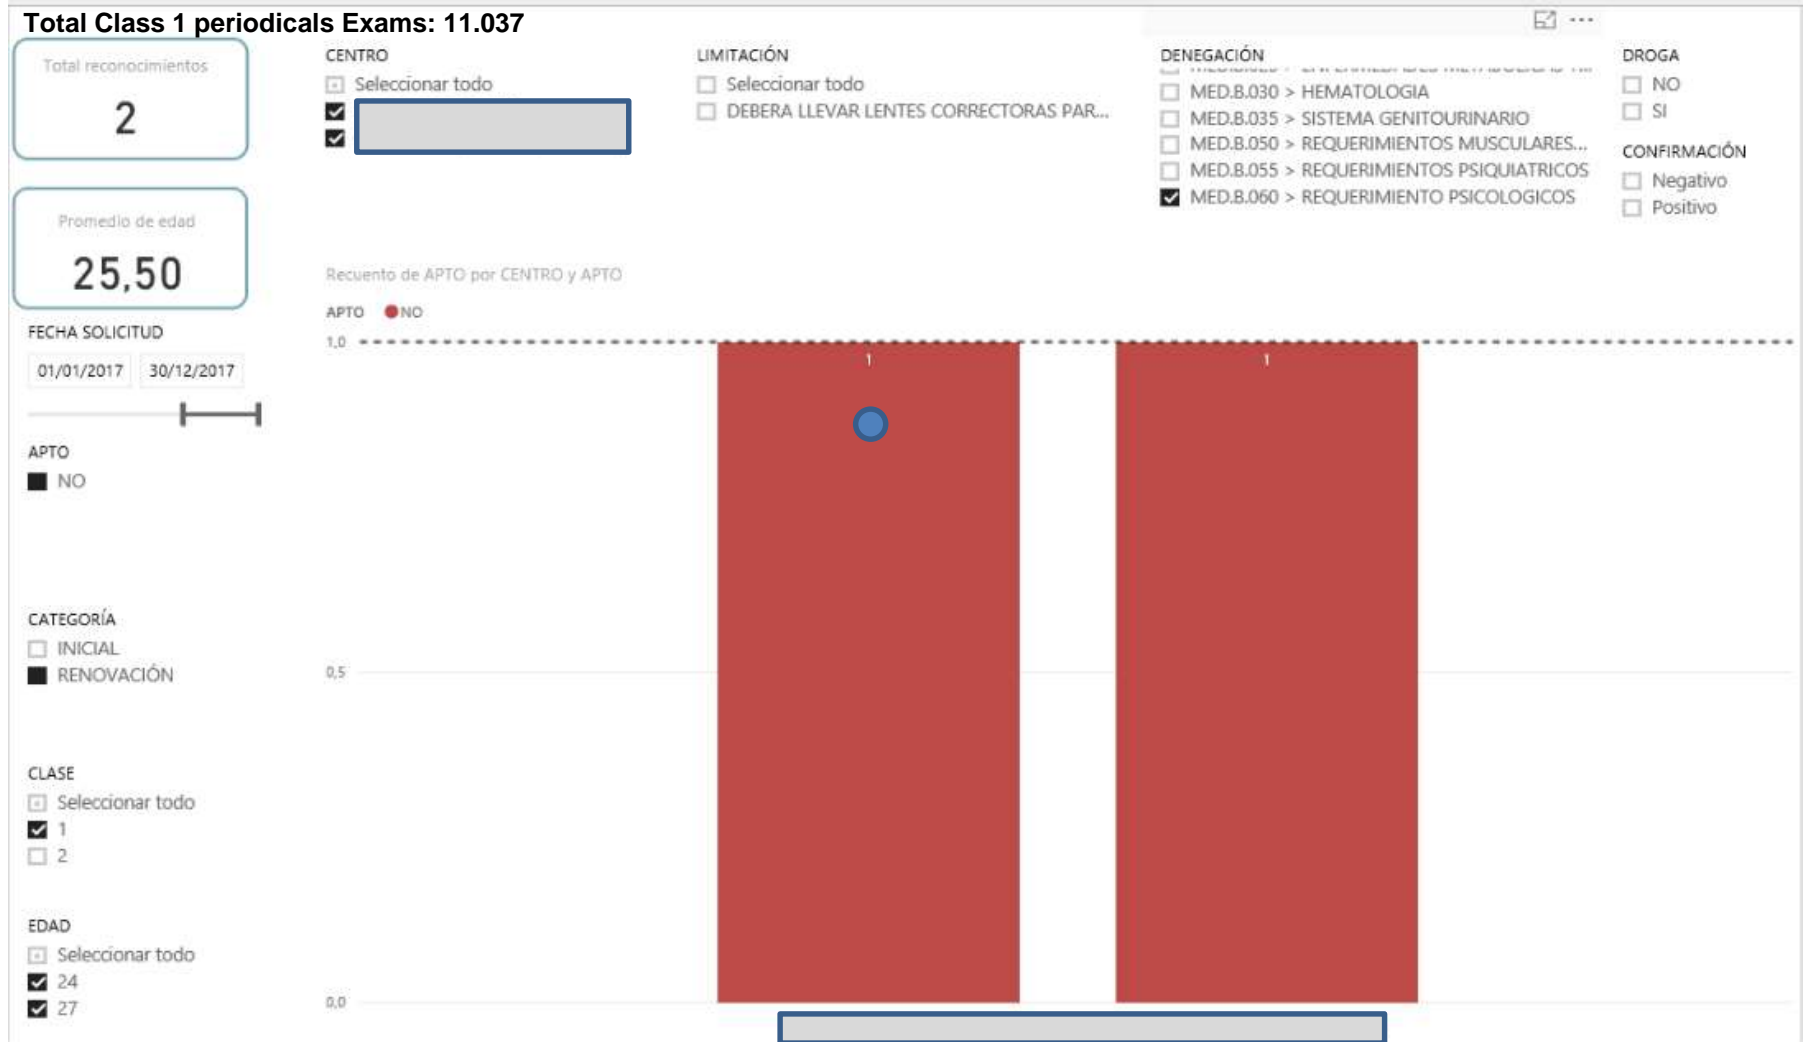 Total Class 1 periodicals Exams: 11.037
Total reconocimientos
2
Promedio de edad
25,50
FECHA SOLICITUD
01/01/2017 30/12/2017
APTO
NO
CATEGORÍA
INICIAL
RENOVACIÓN
CLASE
Seleccionar todo
1
2
EDAD
Seleccionar todo
24
27
CENTRO
Seleccionar todo
LIMITACIÓN
Seleccionar todo
DEBERA LLEVAR LENTES CORRECTORAS PAR...
DENEGACIÓN
MED.B.030 > HEMATOLOGIA
MED.B.035 > SISTEMA GENITOURINARIO
MED.B.050 > REQUERIMIENTOS MUSCULARES...
MED.B.055 > REQUERIMIENTOS PSIQUIATRICOS
MED.B.060 > REQUERIMIENTO PSICOLOGICOS
DROGA
NO
SI
CONFIRMACIÓN
Negativo
Positivo
Recuento de APTO por CENTRO y APTO
APTO NO
1,0
1 1
0,5
0,0